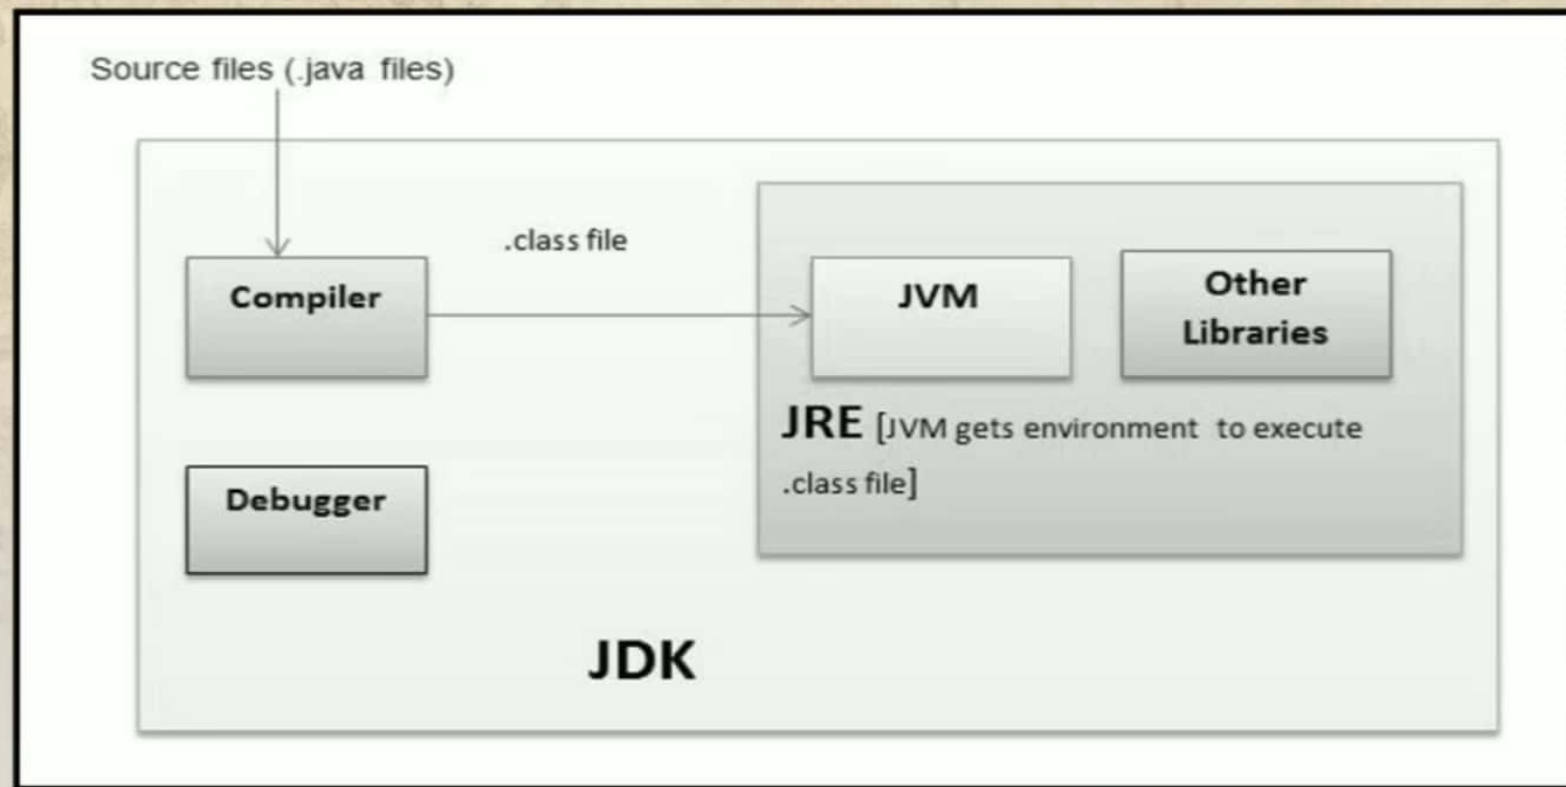 Source files (.java files)
.class file
Compiler
JVM
Other
Libraries
JRE [JVM gets environment to execute
.class file]
Debugger
JDK